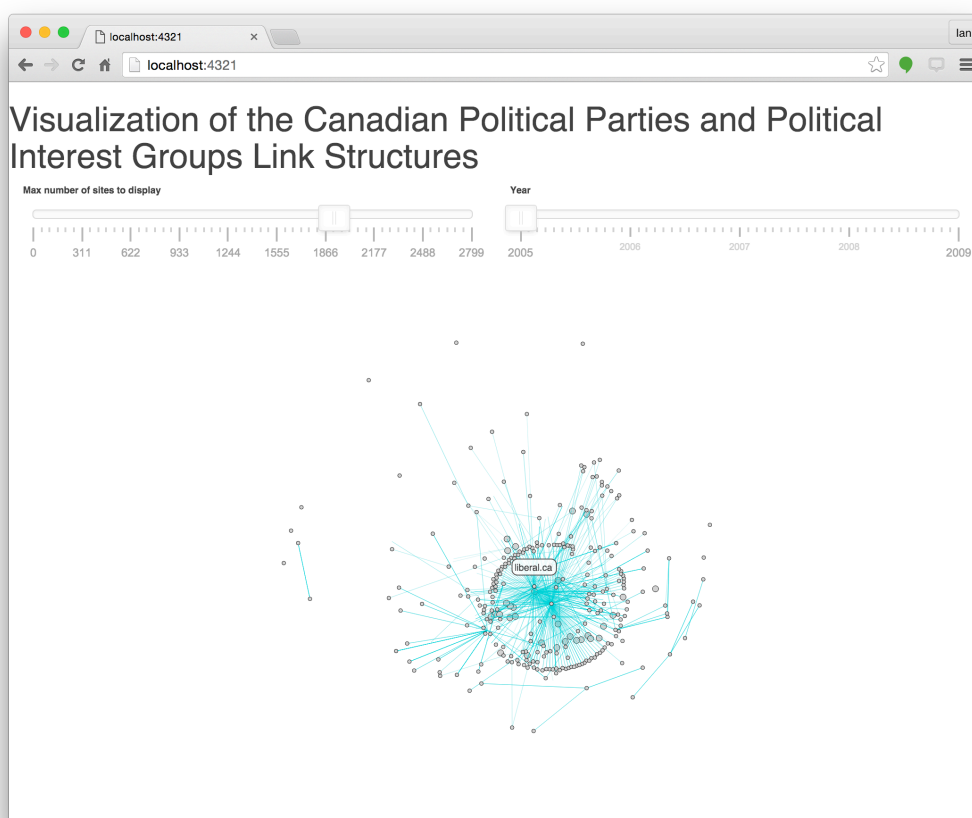 localhost:4321
Ian
localhost:4321
Visualization of the Canadian Political Parties and Political
Interest Groups Link Structures
Max number of sites to display
Year
0 311 622 933 1244 1555 1866 2177 2488 2799
2005 2006 2007 2008 2009
liberal.ca